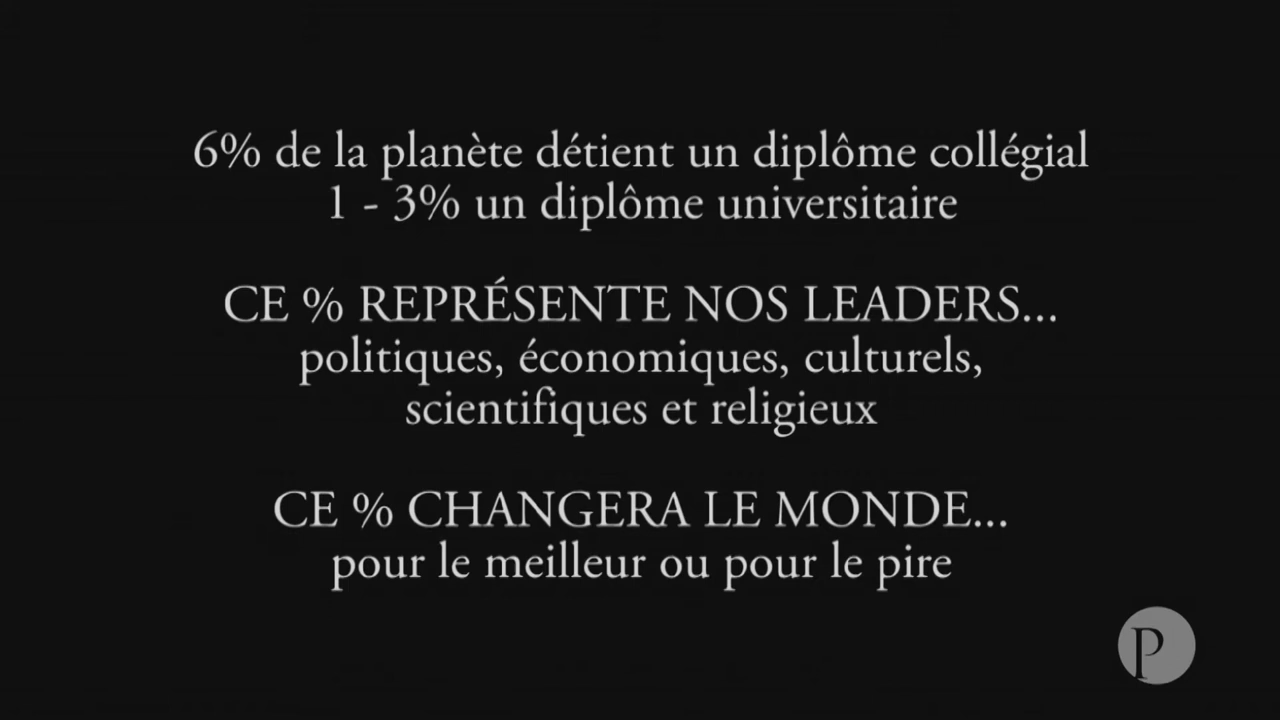 6% de la planète détient un diplôme collégial
1 - 3% un diplôme universitaire
CE % REPRÉSENTE NOS LEADERS...
politiques, économiques, culturels,
scientifiques et religieux
CE % CHANGERA LE MONDE...
pour le meilleur ou pour le pire
P